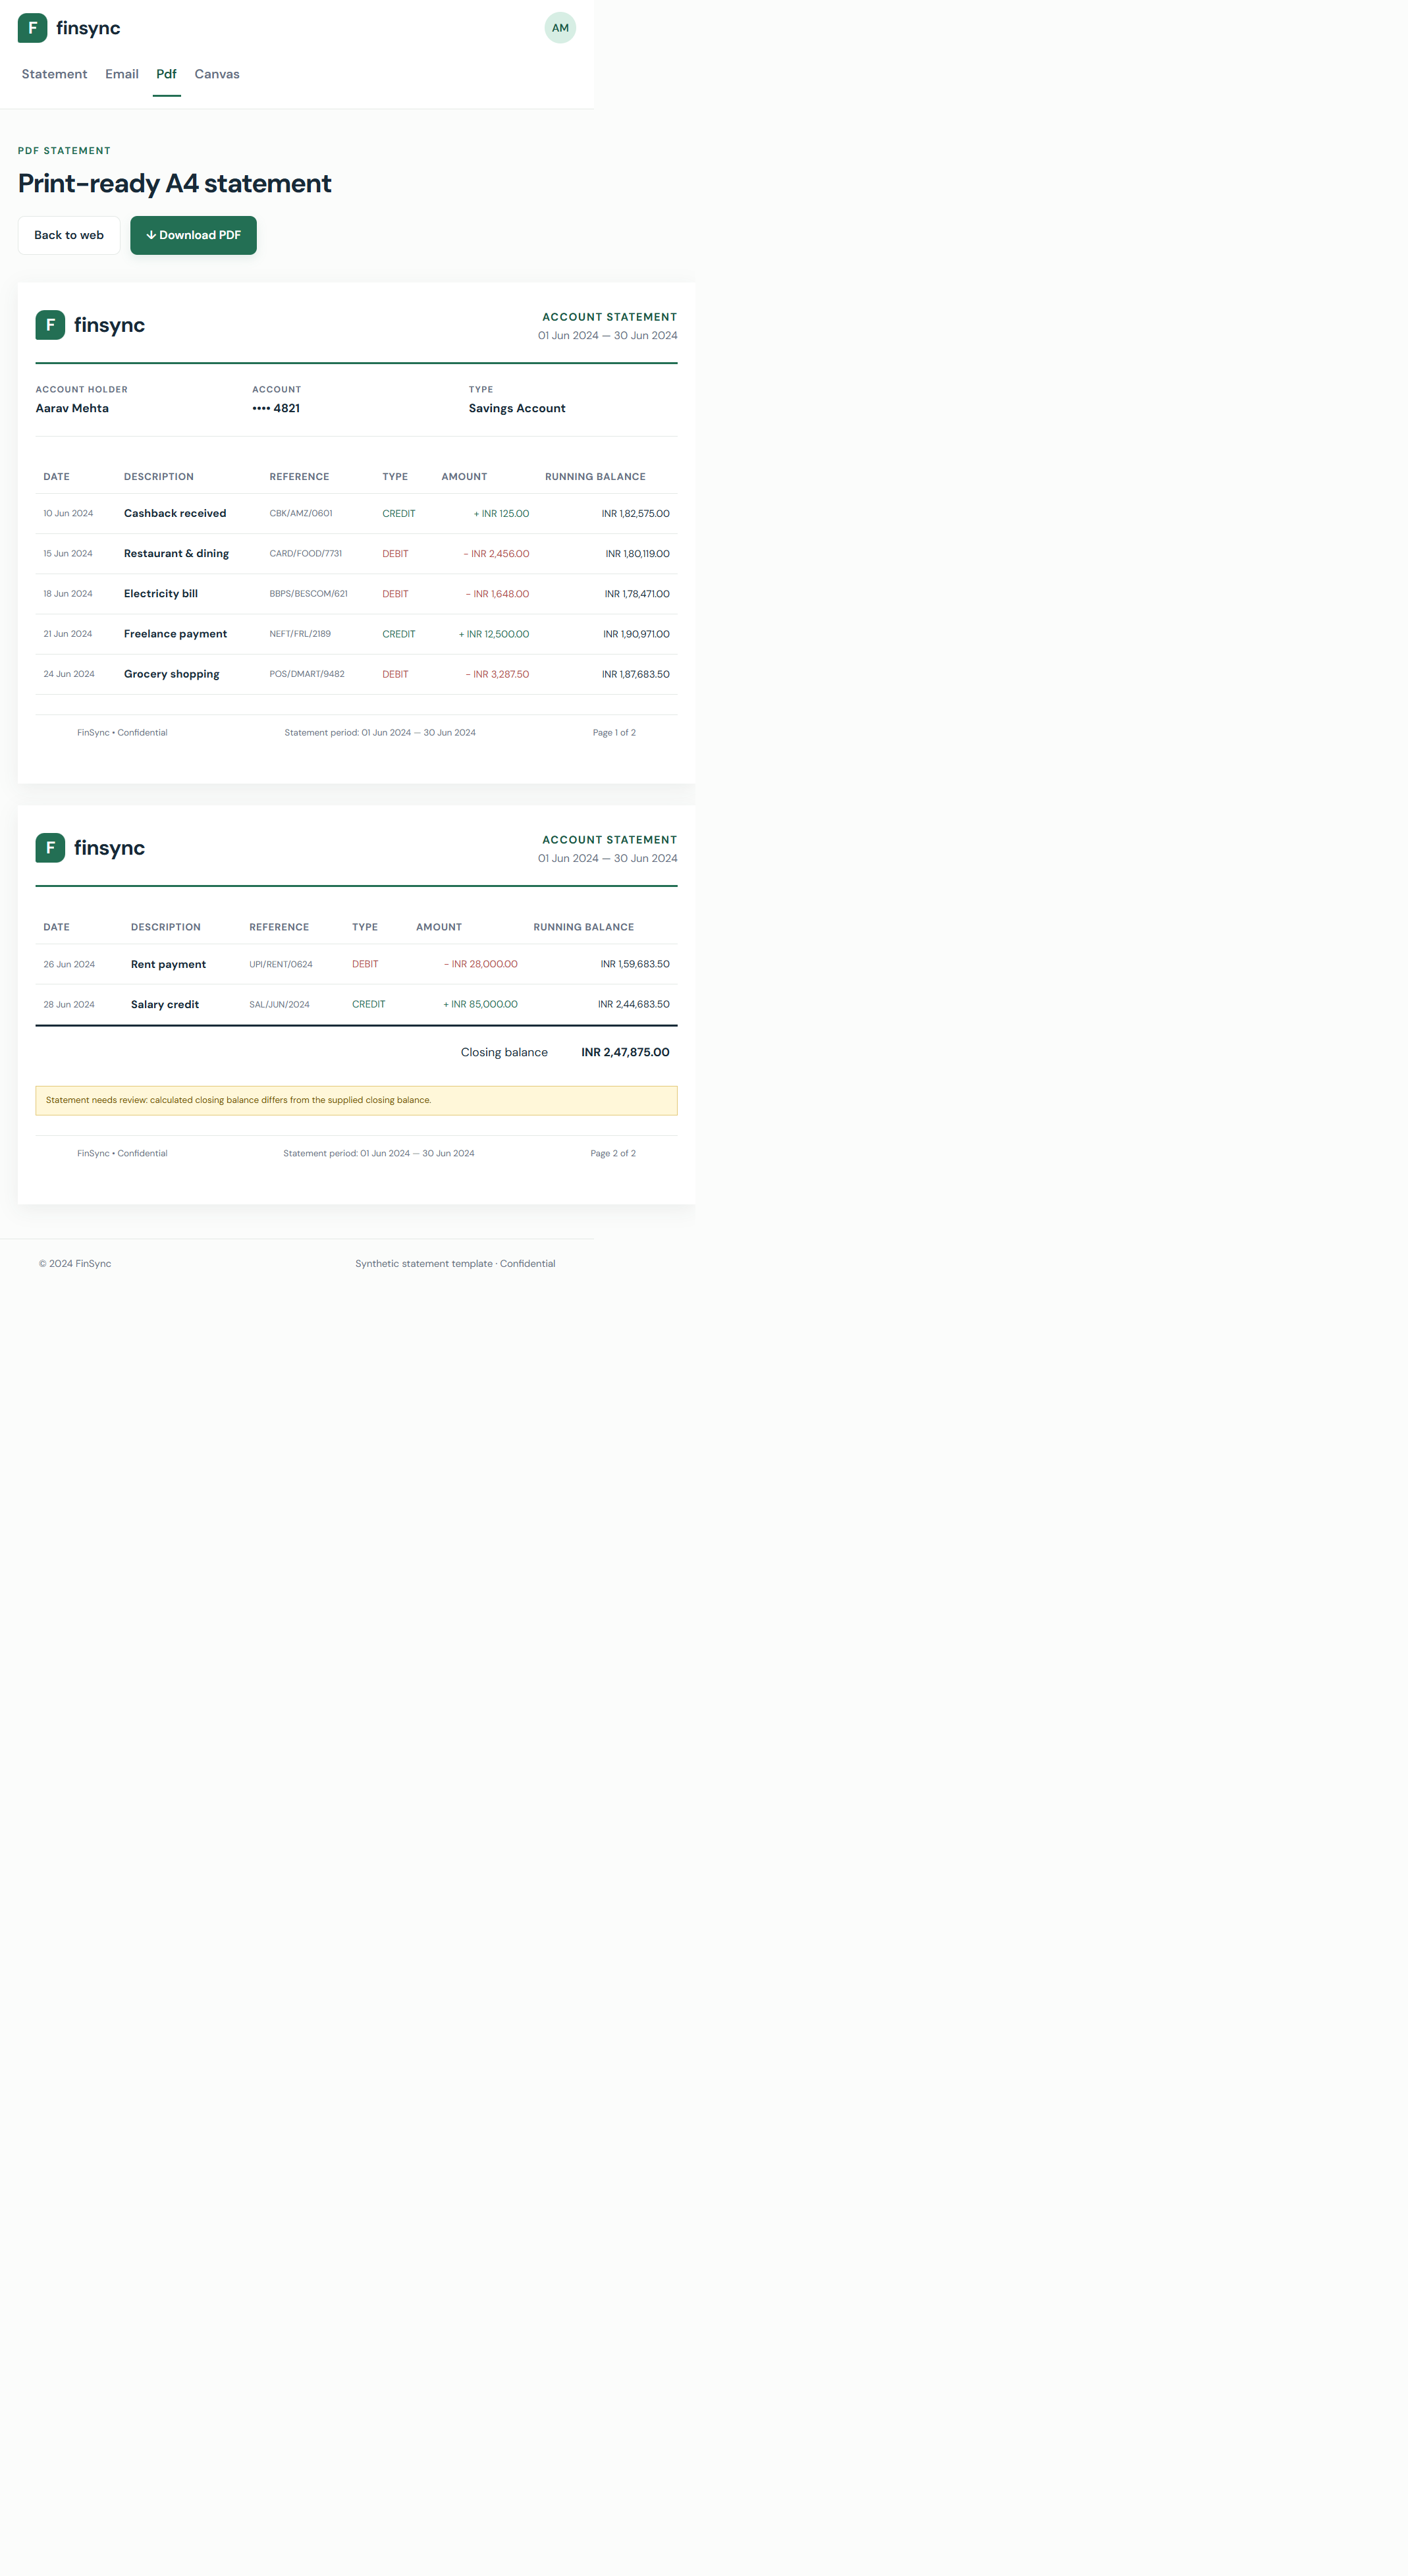 F finsync AM
Statement Email Pdf Canvas
PDF STATEMENT
Print-ready A4 statement
Back to web ↓ Download PDF
F finsync ACCOUNT STATEMENT
01 Jun 2024 — 30 Jun 2024
ACCOUNT HOLDER ACCOUNT TYPE
Aarav Mehta •••• 4821 Savings Account
DATE DESCRIPTION REFERENCE TYPE AMOUNT RUNNING BALANCE
10 Jun 2024 Cashback received CBK/AMZ/0601 CREDIT + INR 125.00 INR 1,82,575.00
15 Jun 2024 Restaurant & dining CARD/FOOD/7731 DEBIT - INR 2,456.00 INR 1,80,119.00
18 Jun 2024 Electricity bill BBPS/BESCOM/621 DEBIT - INR 1,648.00 INR 1,78,471.00
21 Jun 2024 Freelance payment NEFT/FRL/2189 CREDIT + INR 12,500.00 INR 1,90,971.00
24 Jun 2024 Grocery shopping POS/DMART/9482 DEBIT - INR 3,287.50 INR 1,87,683.50
FinSync • Confidential Statement period: 01 Jun 2024 — 30 Jun 2024 Page 1 of 2
F finsync ACCOUNT STATEMENT
01 Jun 2024 — 30 Jun 2024
DATE DESCRIPTION REFERENCE TYPE AMOUNT RUNNING BALANCE
26 Jun 2024 Rent payment UPI/RENT/0624 DEBIT - INR 28,000.00 INR 1,59,683.50
28 Jun 2024 Salary credit SAL/JUN/2024 CREDIT + INR 85,000.00 INR 2,44,683.50
Closing balance INR 2,47,875.00
Statement needs review: calculated closing balance differs from the supplied closing balance.
FinSync • Confidential Statement period: 01 Jun 2024 — 30 Jun 2024 Page 2 of 2
© 2024 FinSync Synthetic statement template · Confidential